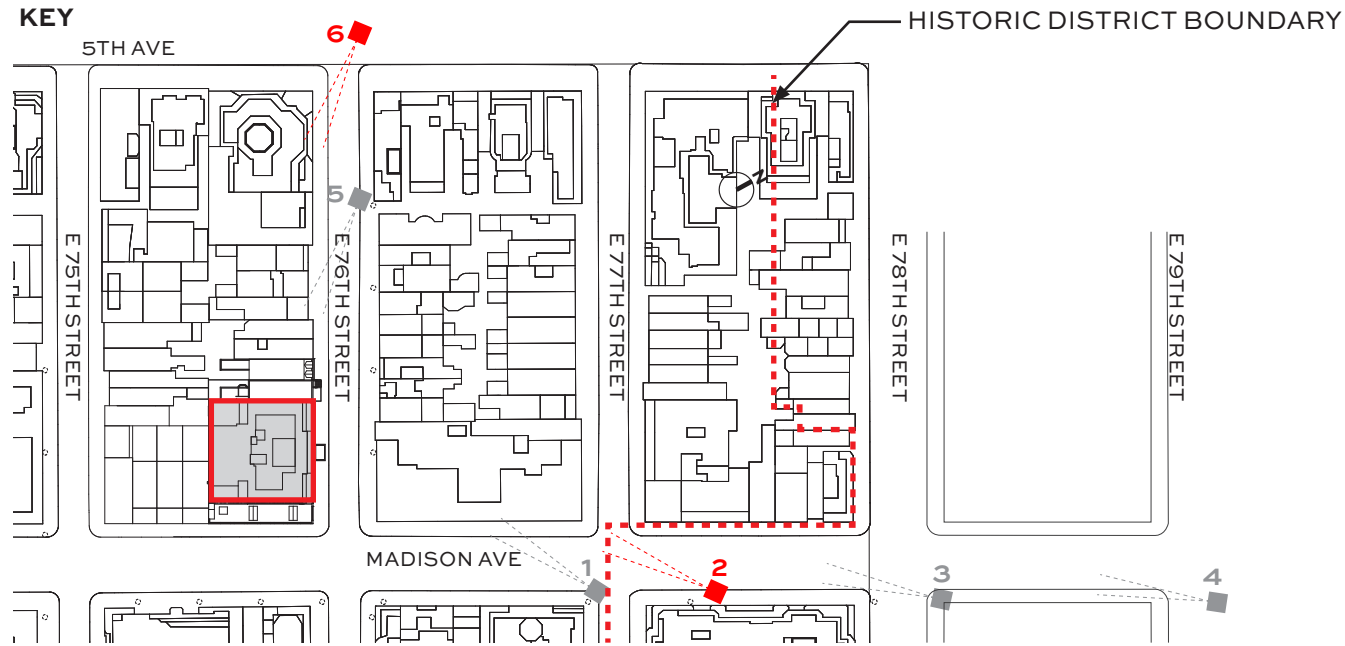 KEY
HISTORIC DISTRICT BOUNDARY
6
5TH AVE
N
5
E 75TH STREET
E 76TH STREET
E 77TH STREET
E 78TH STREET
E 79TH STREET
MADISON AVE
1
2
3
4